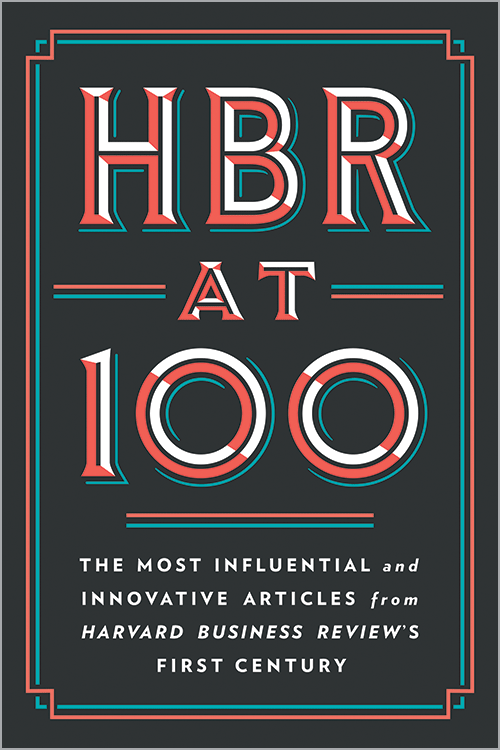 HBR
AT
100
THE MOST INFLUENTIAL and
INNOVATIVE ARTICLES from
HARVARD BUSINESS REVIEW'S
FIRST CENTURY